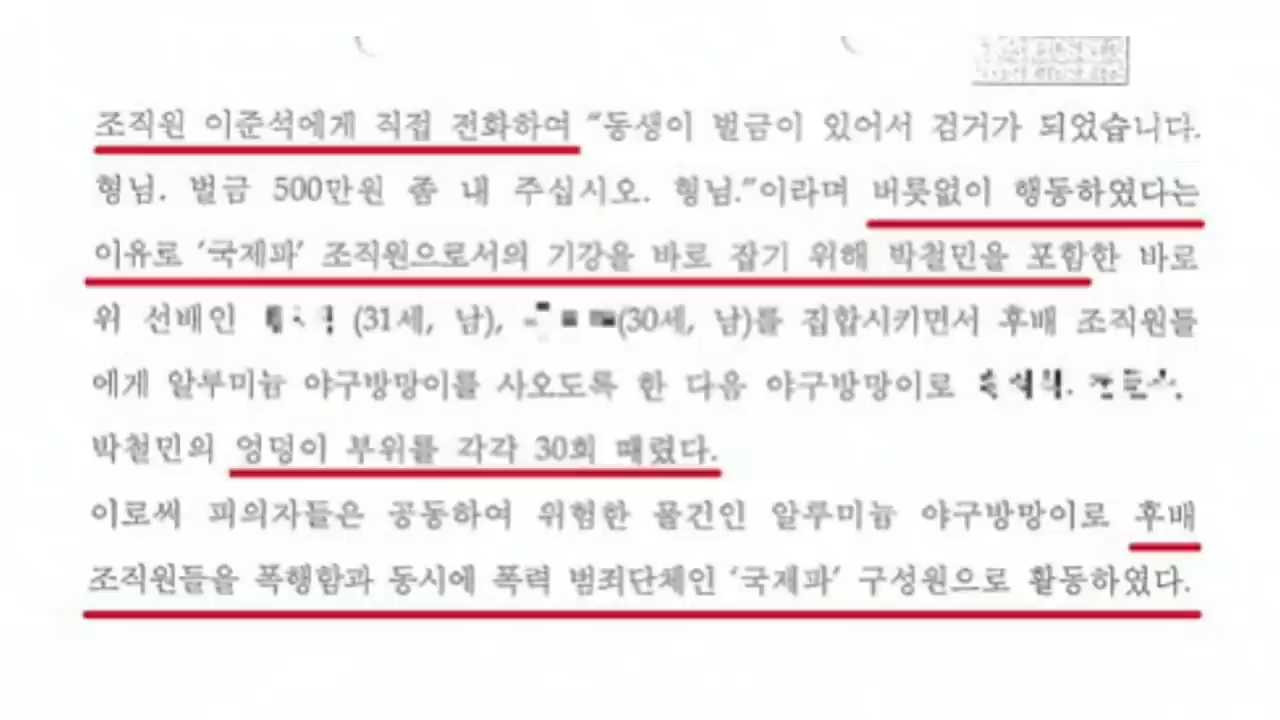 조직원 이준석에게 직접 전화하여 "동생이 벌금이 있어서 검거가 되었습니다.
형님. 벌금 500만원 좀 내 주십시오. 형님."이라며 버릇없이 행동하였다는
이유로 '국제파' 조직원으로서의 기강을 바로 잡기 위해 박철민을 포함한 바로
위 선배인 (31세, 남), (30세, 남)를 집합시키면서 후배 조직원들
에게 알루미늄 야구방망이를 사오도록 한 다음 야구방망이로
박철민의 엉덩이 부위를 각각 30회 때렸다.
이로써 피의자들은 공동하여 위험한 물건인 알루미늄 야구방망이로 후배
조직원들을 폭행함과 동시에 폭력 범죄단체인 '국제파' 구성원으로 활동하였다.